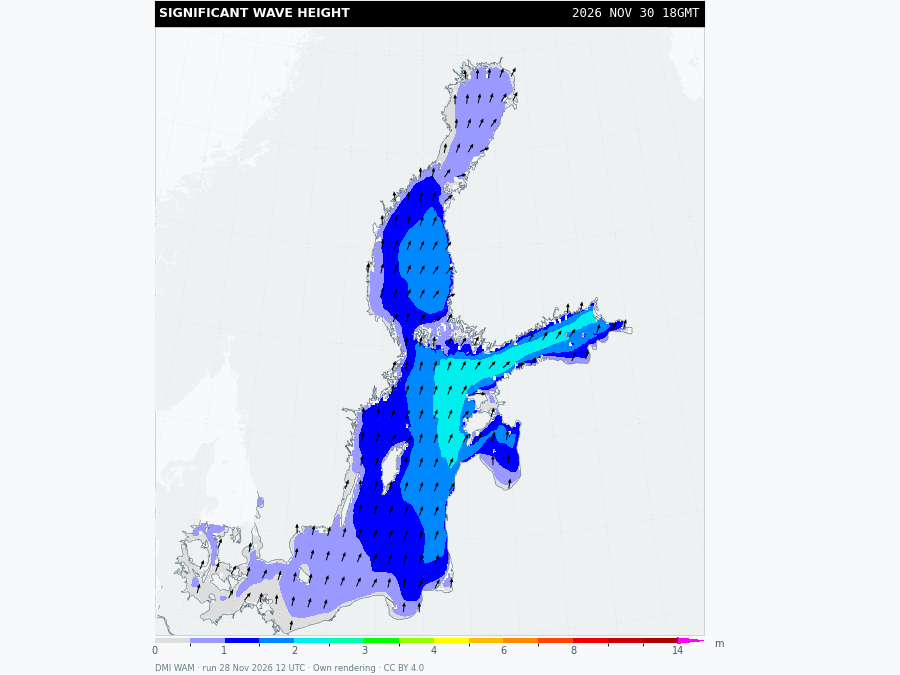 SIGNIFICANT WAVE HEIGHT 2026 NOV 30 18GMT
0 1 2 3 4 6 8 14 m
DMI WAM · run 28 Nov 2026 12 UTC · Own rendering · CC BY 4.0